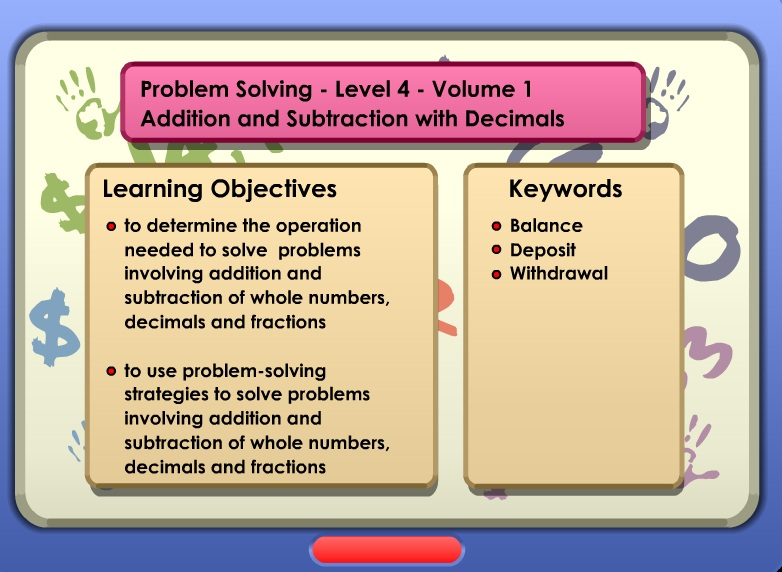 Problem Solving - Level 4 - Volume 1
Addition and Subtraction with Decimals
Learning Objectives
to determine the operation
needed to solve  problems
involving addition and
subtraction of whole numbers,
decimals and fractions
to use problem-solving
strategies to solve problems
involving addition and
subtraction of whole numbers,
decimals and fractions
Keywords
Balance
Deposit
Withdrawal